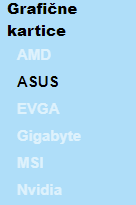 Grafične
kartice
AMD
ASUS
EVGA
Gigabyte
MSI
Nvidia